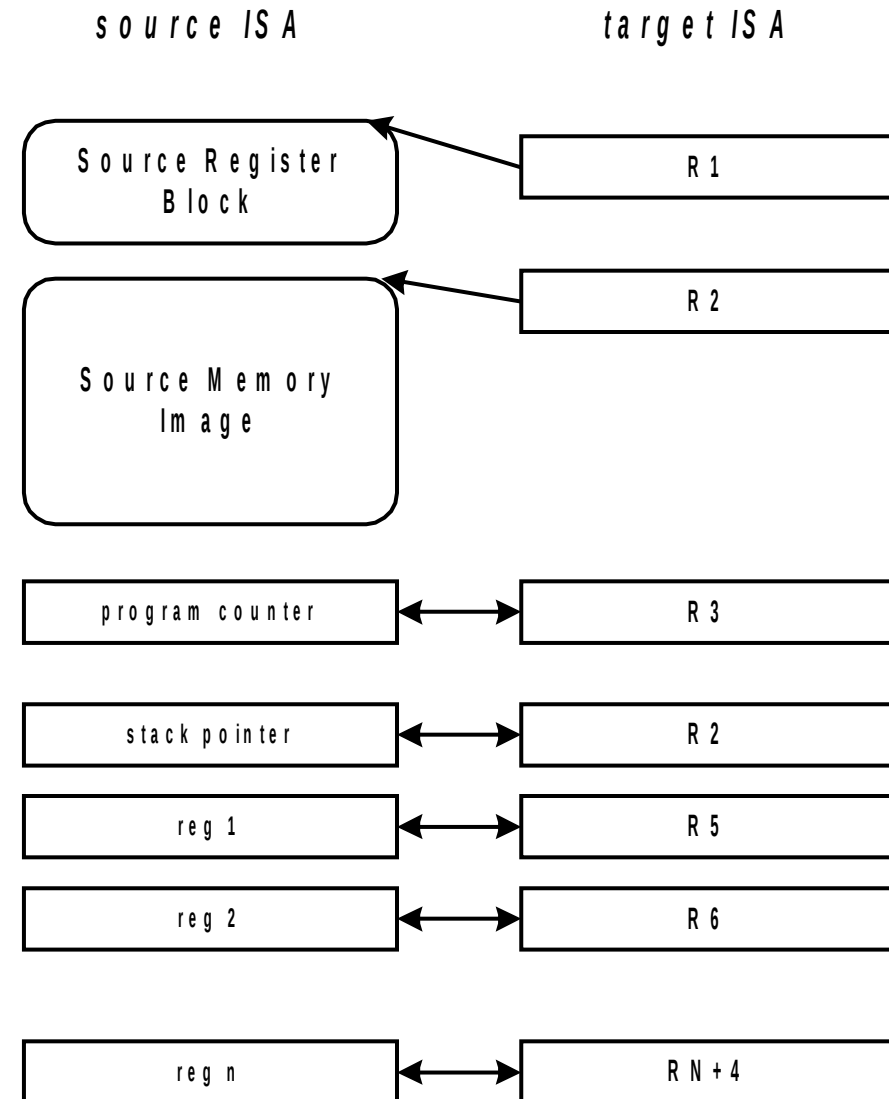 source ISA
target ISA
Source Register
Block
R1
R2
Source Memory
Image
program counter
R3
stack pointer
R2
reg 1
R5
reg 2
R6
reg n
RN+4